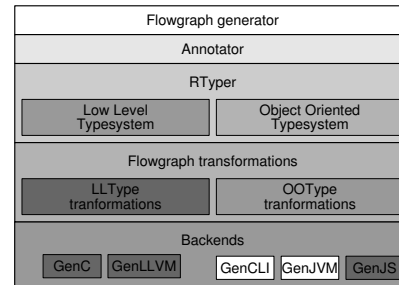 Flowgraph generator
Annotator
RTyper
Low Level
Typesystem
Object Oriented
Typesystem
Flowgraph transformations
LLType
tranformations
OOType
tranformations
Backends
GenC GenLLVM GenCLI GenJVM GenJS